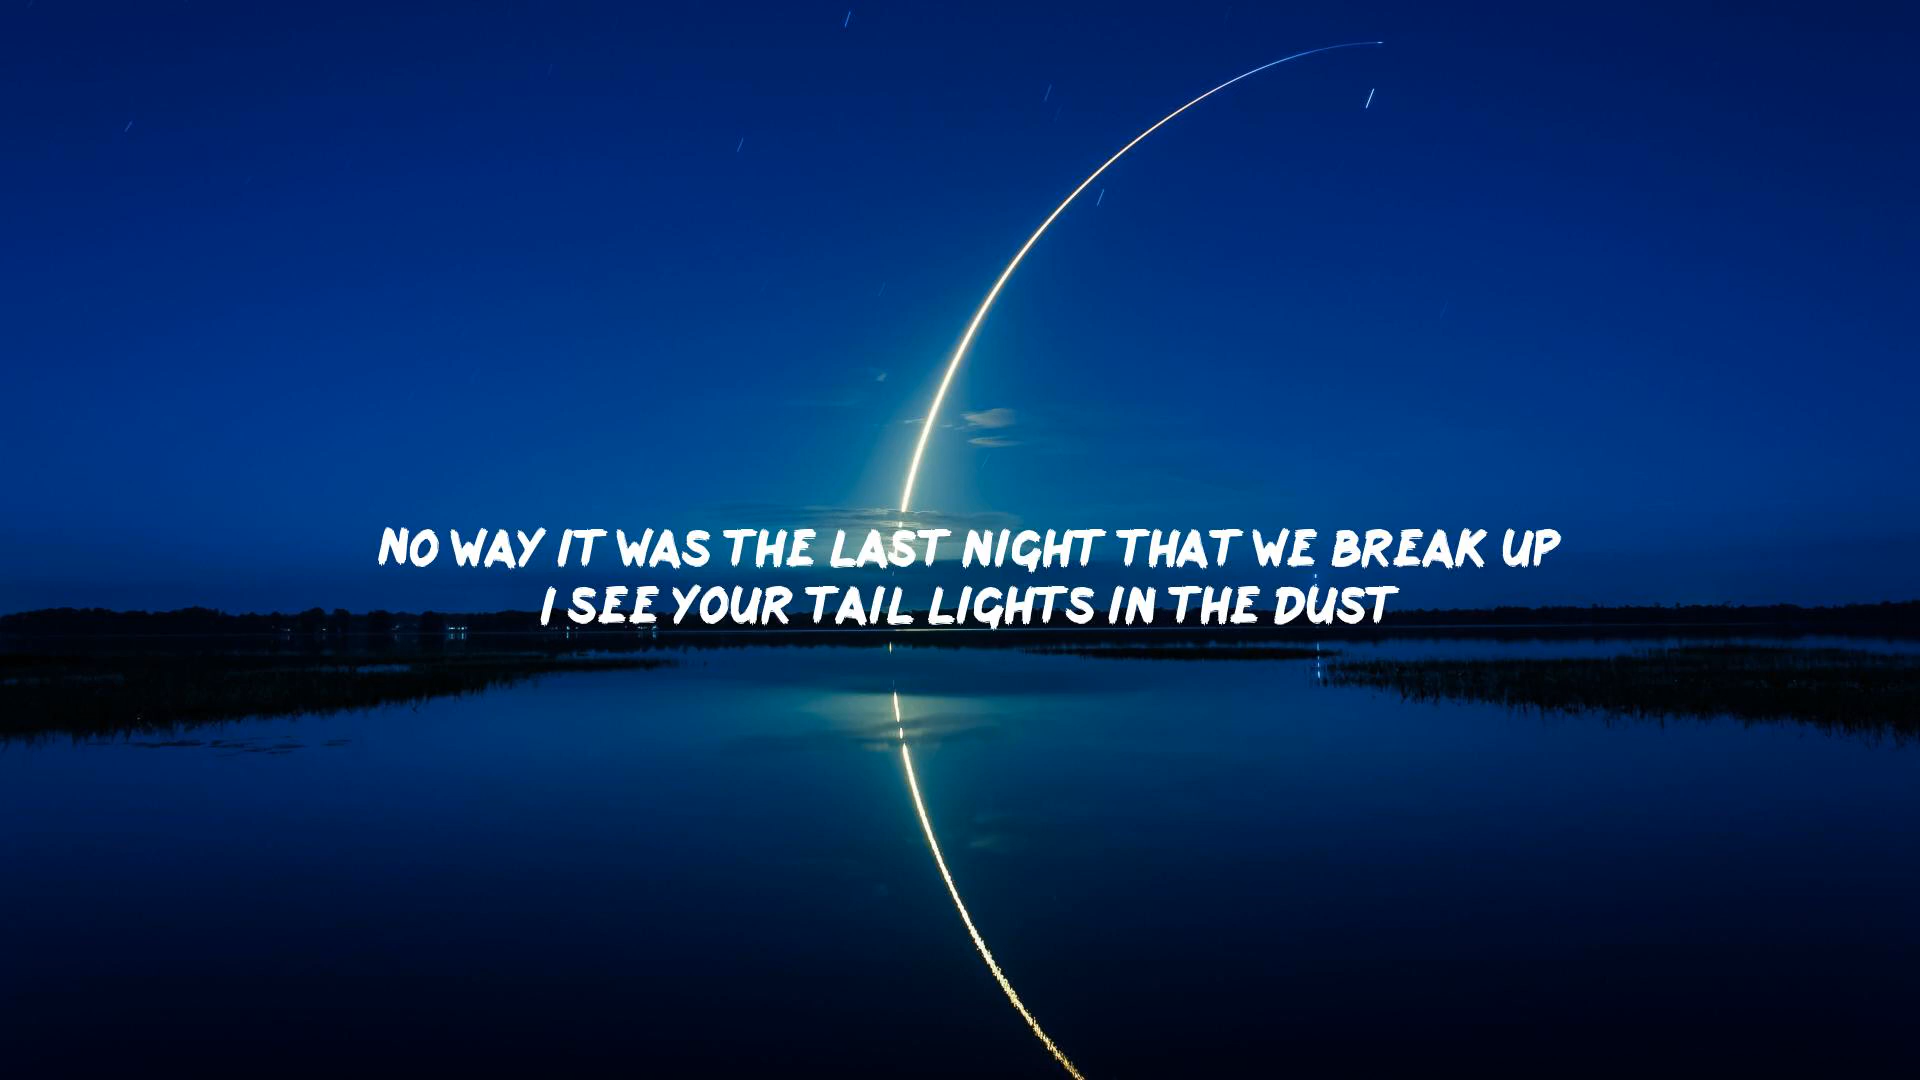 NO WAY IT WAS THE LAST NIGHT THAT WE BREAK UP
I SEE YOUR TAIL LIGHTS IN THE DUST